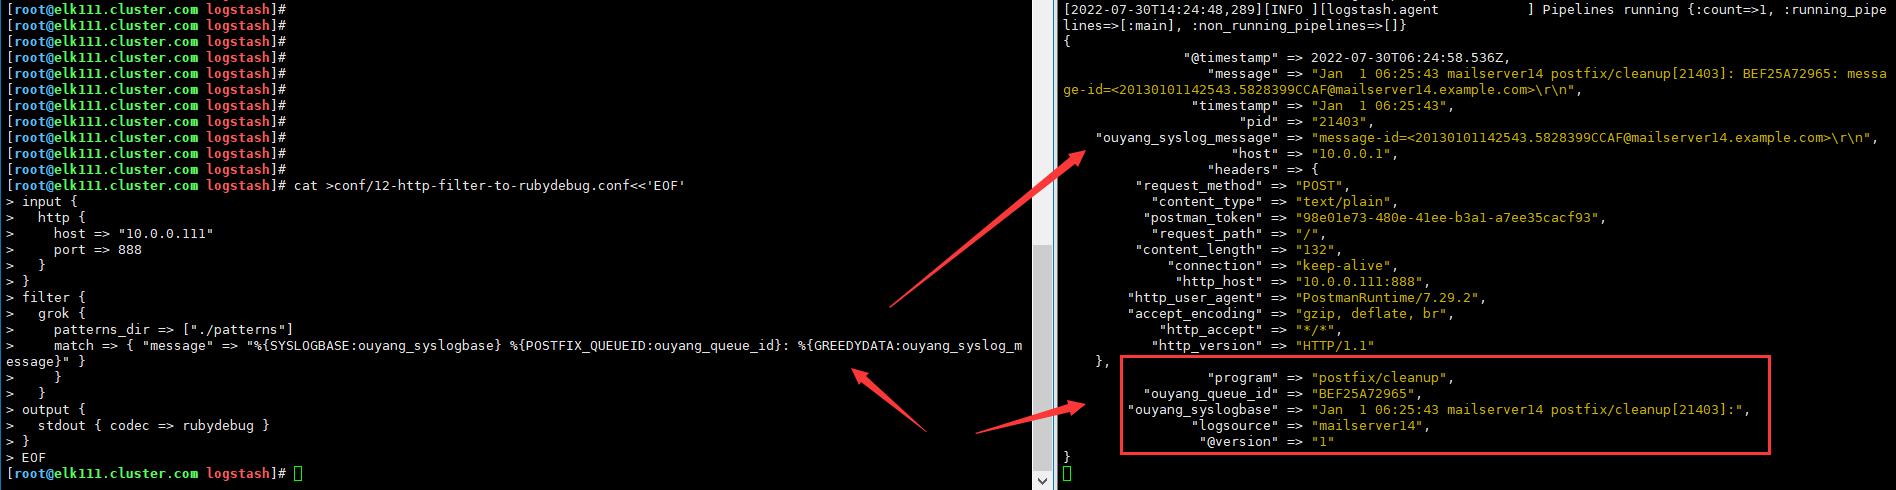 [root@elk111.cluster.com logstash]#
[root@elk111.cluster.com logstash]#
[root@elk111.cluster.com logstash]#
[root@elk111.cluster.com logstash]#
[root@elk111.cluster.com logstash]#
[root@elk111.cluster.com logstash]#
[root@elk111.cluster.com logstash]#
[root@elk111.cluster.com logstash]#
[root@elk111.cluster.com logstash]#
[root@elk111.cluster.com logstash]#
[root@elk111.cluster.com logstash]#
[root@elk111.cluster.com logstash]# cat >conf/12-http-filter-to-rubydebug.conf<<'EOF'
> input {
>   http {
>     host => "10.0.0.111"
>     port => 888
>   }
> }
> filter {
>   grok {
>     patterns_dir => ["./patterns"]
>     match => { "message" => "%{SYSLOGBASE:ouyang_syslogbase} %{POSTFIX_QUEUEID:ouyang_queue_id}: %{GREEDYDATA:ouyang_syslog_m
essage}" }
>     }
>   }
> output {
>   stdout { codec => rubydebug }
> }
> EOF
[root@elk111.cluster.com logstash]#
[2022-07-30T14:24:48,289][INFO ][logstash.agent           ] Pipelines running {:count=>1, :running_pipe
lines=>[:main], :non_running_pipelines=>[]}
{
"@timestamp" => 2022-07-30T06:24:58.536Z,
"message" => "Jan  1 06:25:43 mailserver14 postfix/cleanup[21403]: BEF25A72965: messa
ge-id=<20130101142543.5828399CCAF@mailserver14.example.com>\r\n",
"timestamp" => "Jan  1 06:25:43",
"pid" => "21403",
"ouyang_syslog_message" => "message-id=<20130101142543.5828399CCAF@mailserver14.example.com>\r\n",
"host" => "10.0.0.1",
"headers" => {
"request_method" => "POST",
"content_type" => "text/plain",
"postman_token" => "98e01e73-480e-41ee-b3a1-a7ee35cacf93",
"request_path" => "/",
"content_length" => "132",
"connection" => "keep-alive",
"http_host" => "10.0.0.111:888",
"http_user_agent" => "PostmanRuntime/7.29.2",
"accept_encoding" => "gzip, deflate, br",
"http_accept" => "*/*",
"http_version" => "HTTP/1.1"
},
"program" => "postfix/cleanup",
"ouyang_queue_id" => "BEF25A72965",
"ouyang_syslogbase" => "Jan  1 06:25:43 mailserver14 postfix/cleanup[21403]:",
"logsource" => "mailserver14",
"@version" => "1"
}